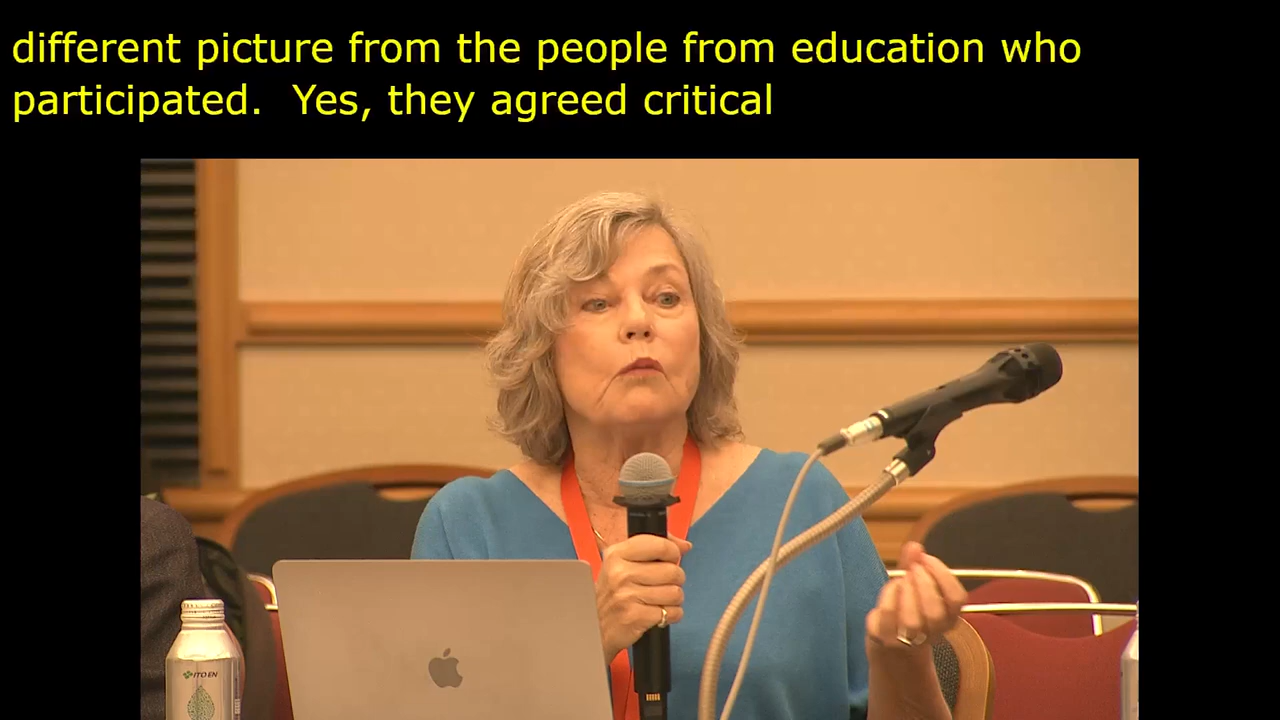 different picture from the people from education who
participated.  Yes, they agreed critical
ITO EN